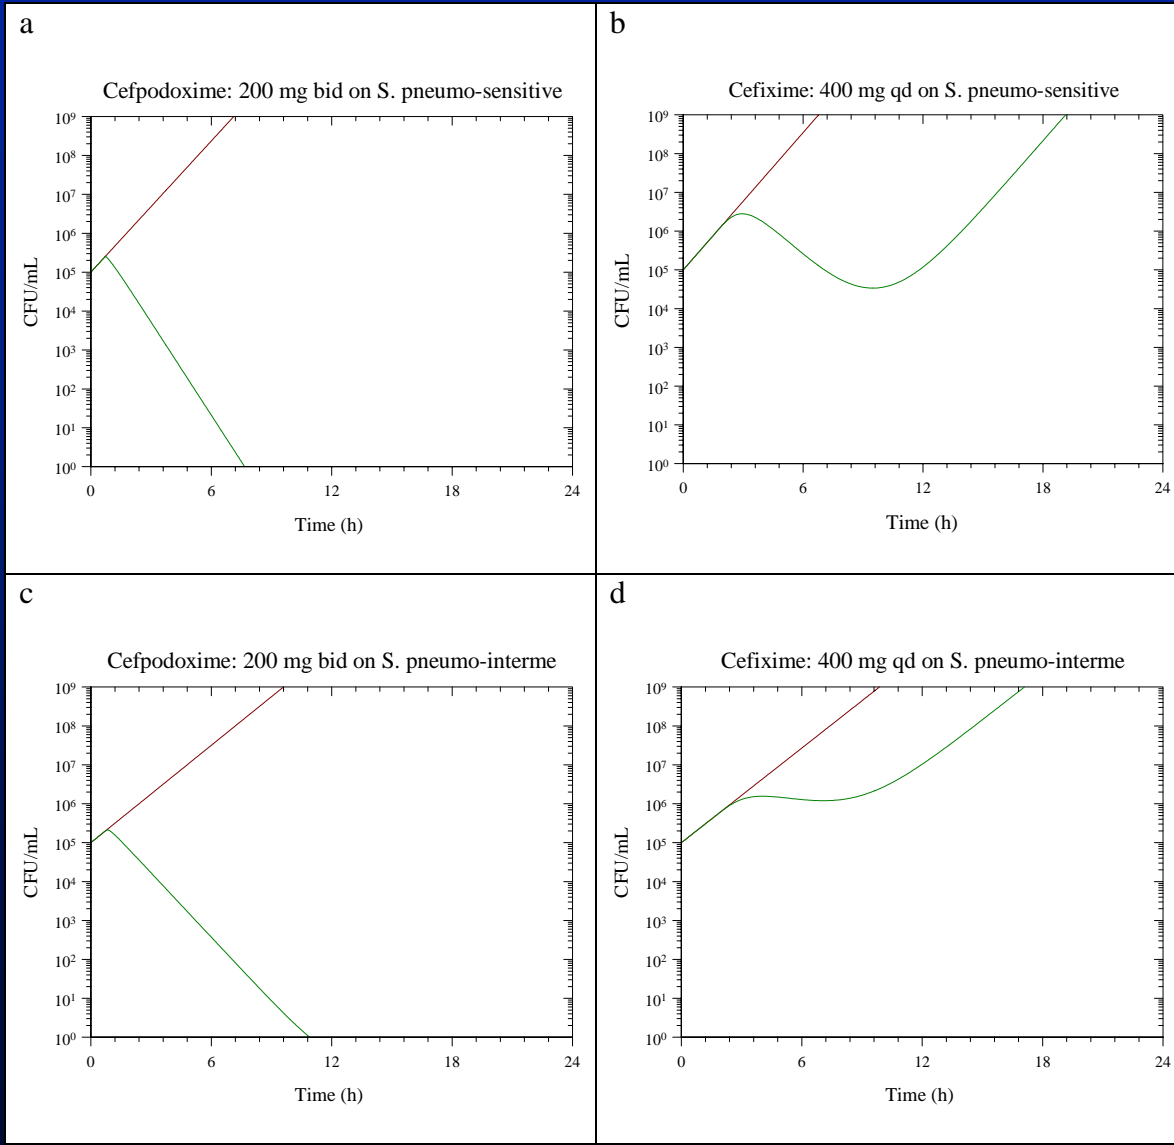 a
Cefpodoxime: 200 mg bid on S. pneumo-sensitive
CFU/mL
10⁹
10⁸
10⁷
10⁶
10⁵
10⁴
10³
10²
10¹
10⁰
0 6 12 18 24
Time (h)
b
Cefixime: 400 mg qd on S. pneumo-sensitive
CFU/mL
10⁹
10⁸
10⁷
10⁶
10⁵
10⁴
10³
10²
10¹
10⁰
0 6 12 18 24
Time (h)
c
Cefpodoxime: 200 mg bid on S. pneumo-interme
CFU/mL
10⁹
10⁸
10⁷
10⁶
10⁵
10⁴
10³
10²
10¹
10⁰
0 6 12 18 24
Time (h)
d
Cefixime: 400 mg qd on S. pneumo-interme
CFU/mL
10⁹
10⁸
10⁷
10⁶
10⁵
10⁴
10³
10²
10¹
10⁰
0 6 12 18 24
Time (h)